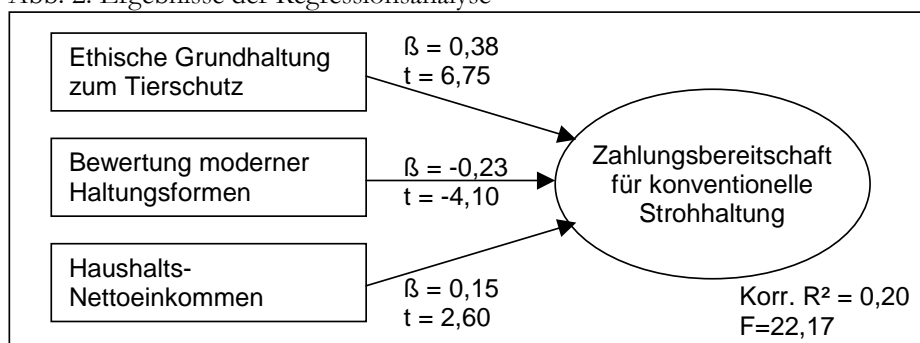 Abb. 2: Ergebnisse der Regressionsanalyse
Ethische Grundhaltung
zum Tierschutz
ß = 0,38
t = 6,75
Bewertung moderner
Haltungsformen
ß = -0,23
t = -4,10
Haushalts-
Nettoeinkommen
ß = 0,15
t = 2,60
Zahlungsbereitschaft
für konventionelle
Strohhaltung
Korr. R² = 0,20
F=22,17